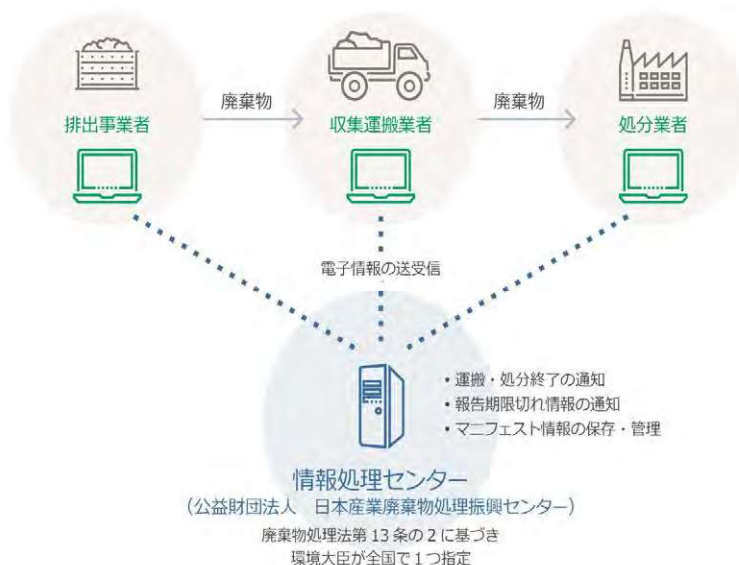 廃棄物
廃棄物
排出事業者
収集運搬業者
処分業者
電子情報の送受信
・運搬・処分終了の通知
・報告期限切れ情報の通知
・マニフェスト情報の保存・管理
情報処理センター
（公益財団法人　日本産業廃棄物処理振興センター）
廃棄物処理法第 13 条の 2 に基づき
環境大臣が全国で 1 つ指定